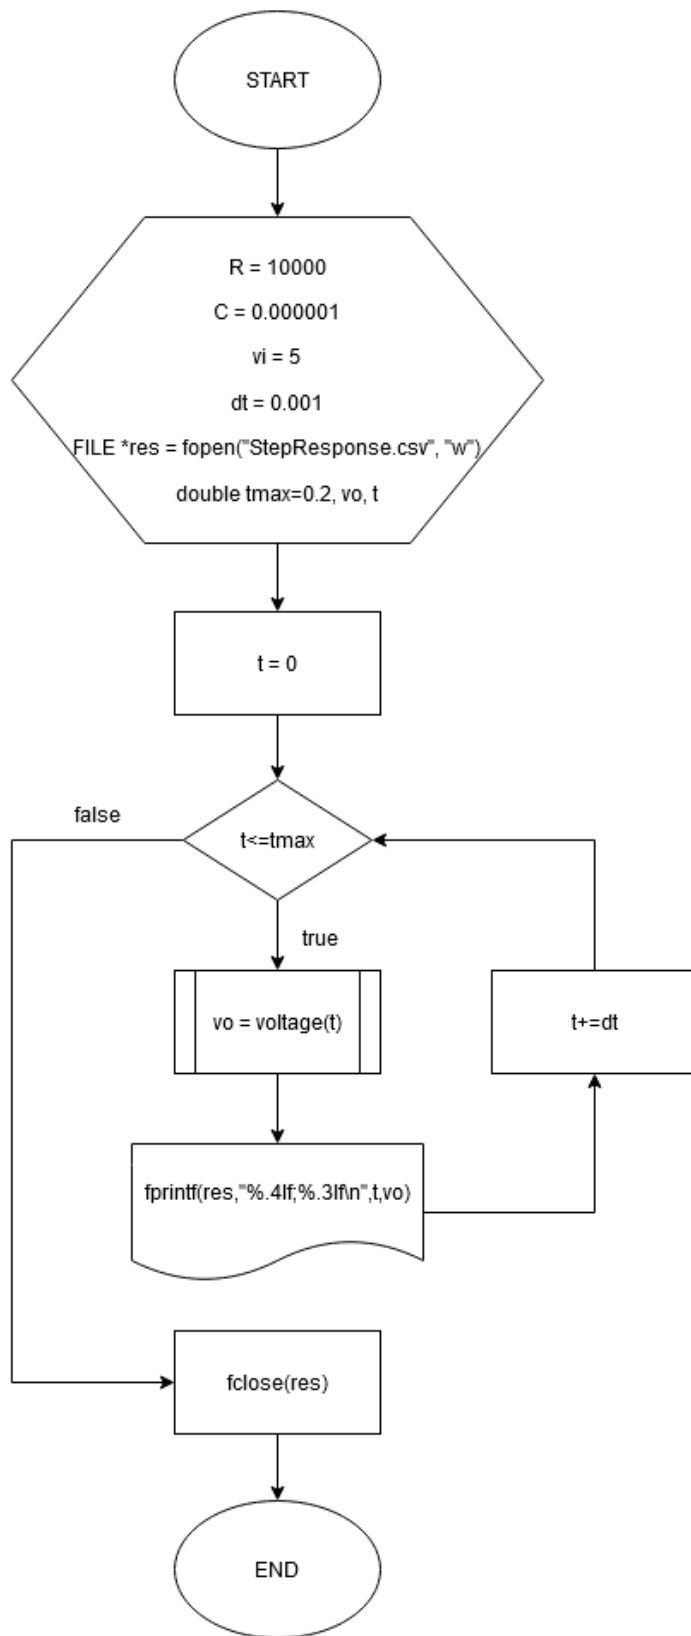 START
R = 10000
C = 0.000001
vi = 5
dt = 0.001
FILE *res = fopen("StepResponse.csv", "w")
double tmax=0.2, vo, t
t = 0
false
t<=tmax
true
vo = voltage(t)
t+=dt
fprintf(res,"%.4lf;%.3lf\n",t,vo)
fclose(res)
END